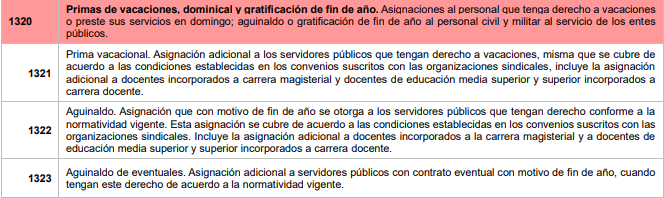 1320 Primas de vacaciones, dominical y gratificación de fin de año. Asignaciones al personal que tenga derecho a vacaciones
o preste sus servicios en domingo; aguinaldo o gratificación de fin de año al personal civil y militar al servicio de los entes
públicos.
1321 Prima vacacional. Asignación adicional a los servidores públicos que tengan derecho a vacaciones, misma que se cubre de
acuerdo a las condiciones establecidas en los convenios suscritos con las organizaciones sindicales, incluye la asignación
adicional a docentes incorporados a carrera magisterial y docentes de educación media superior y superior incorporados a
carrera docente.
1322 Aguinaldo. Asignación que con motivo de fin de año se otorga a los servidores públicos que tengan derecho conforme a la
normatividad vigente. Esta asignación se cubre de acuerdo a las condiciones establecidas en los convenios suscritos con las
organizaciones sindicales. Incluye la asignación adicional a docentes incorporados a la carrera magisterial y a docentes de
educación media superior y superior incorporados a carrera docente.
1323 Aguinaldo de eventuales. Asignación adicional a servidores públicos con contrato eventual con motivo de fin de año, cuando
tengan este derecho de acuerdo a la normatividad vigente.